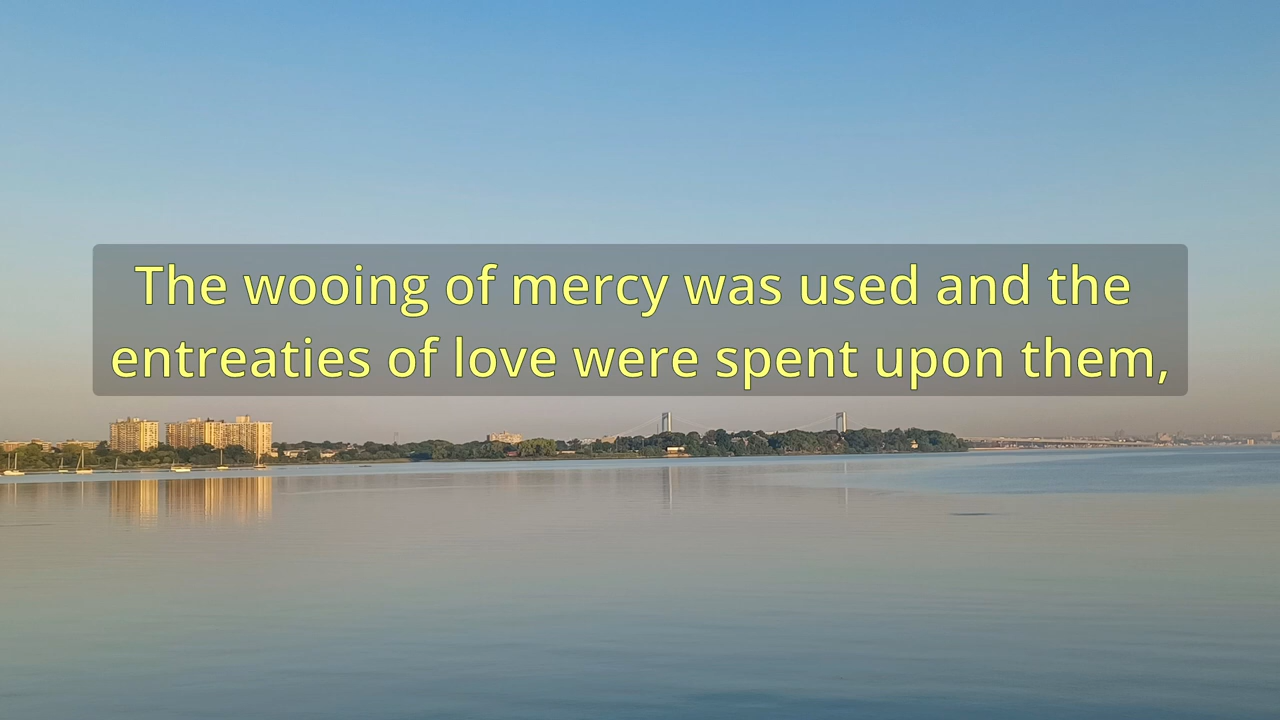 The wooing of mercy was used and the
entreaties of love were spent upon them,